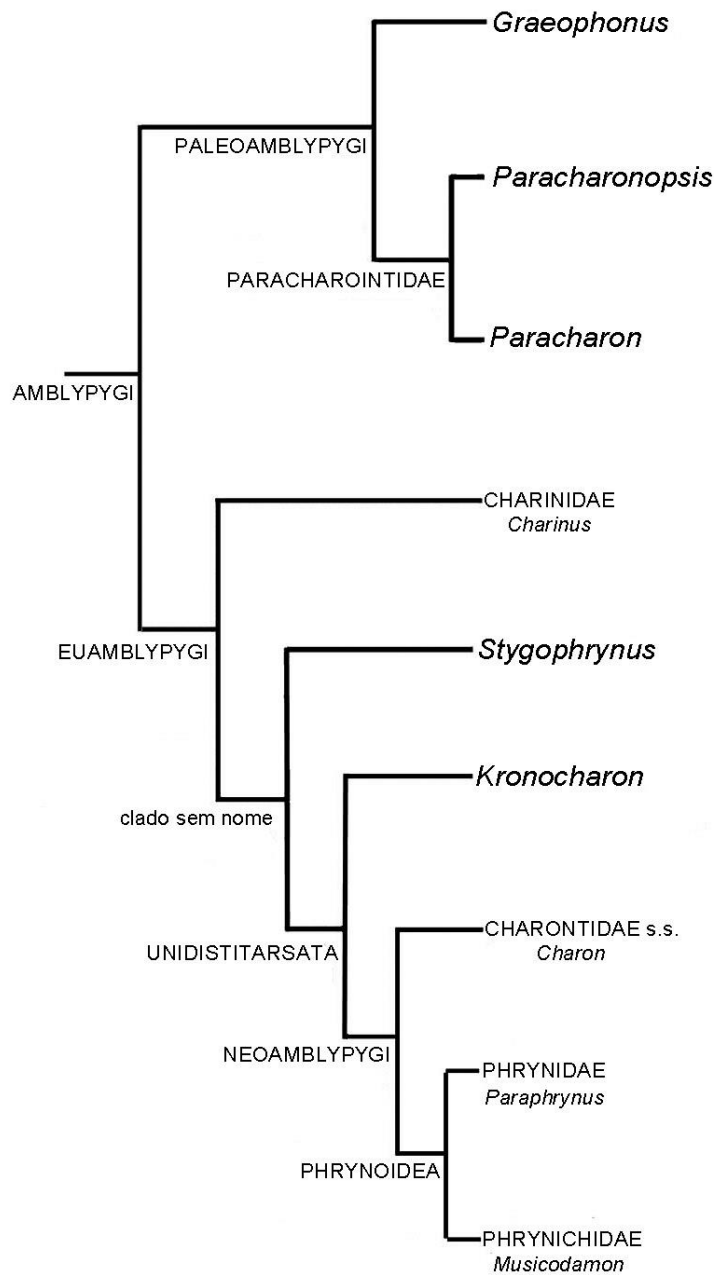 Graeophonus
PALEOAMBLYPYGI
Paracharonopsis
PARACHAROINTIDAE
Paracharon
AMBLYPYGI
CHARINIDAE
Charinus
EUAMBLYPYGI
Stygophrynus
Kronocharon
clado sem nome
CHARONTIDAE s.s.
Charon
UNIDISTITARSATA
NEOAMBLYPYGI
PHRYNIDAE
Paraphrynus
PHRYNOIDEA
PHRYNICHIDAE
Musicodamon